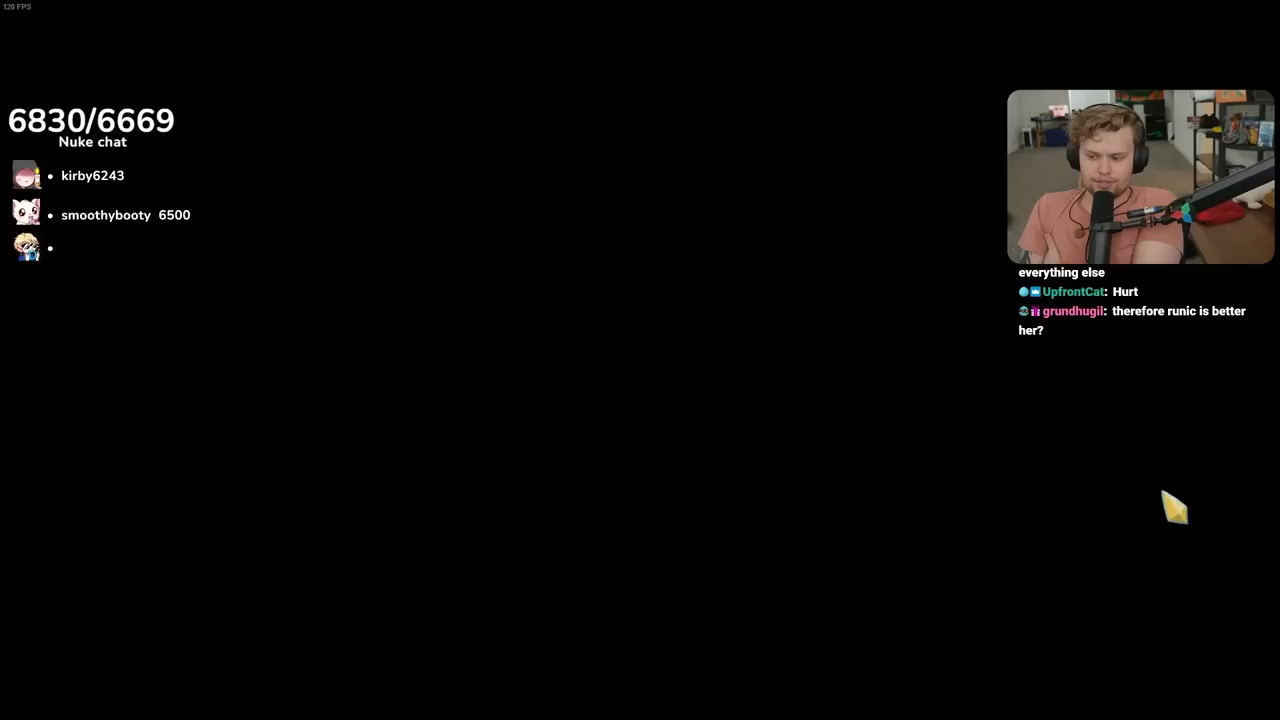 120 FPS
6830/6669
Nuke chat
• kirby6243
• smoothybooty 6500
•
everything else
UpfrontCat: Hurt
grundhugil: therefore runic is better
her?